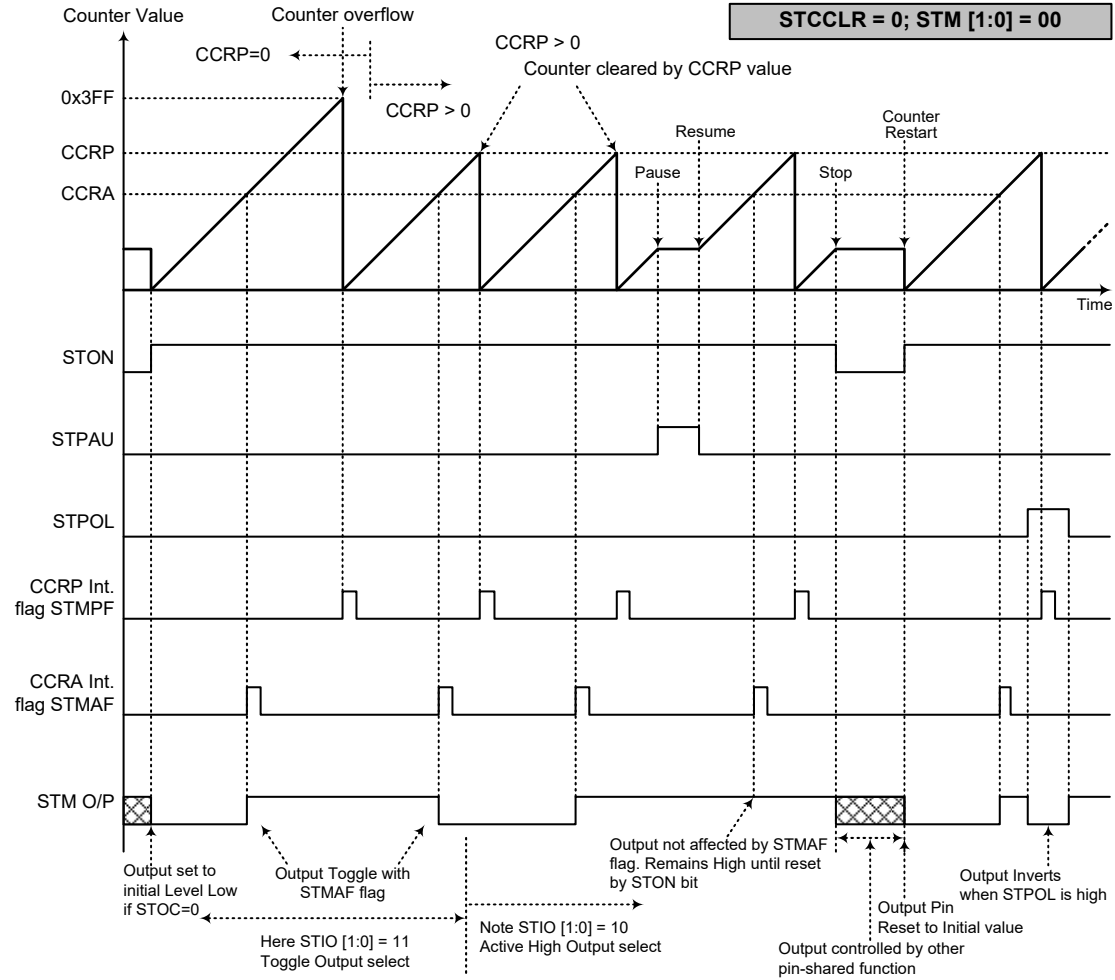 Counter Value
Counter overflow
STCCLR = 0; STM [1:0] = 00
CCRP=0
CCRP > 0
CCRP > 0
Counter cleared by CCRP value
0x3FF
CCRP
CCRA
Pause
Resume
Stop
Counter
Restart
Time
STON
STPAU
STPOL
CCRP Int.
flag STMPF
CCRA Int.
flag STMAF
STM O/P
Output set to
initial Level Low
if STOC=0
Output Toggle with
STMAF flag
Output not affected by STMAF
flag. Remains High until reset
by STON bit
Output Inverts
when STPOL is high
Output Pin
Reset to Initial value
Here STIO [1:0] = 11
Toggle Output select
Note STIO [1:0] = 10
Active High Output select
Output controlled by other
pin-shared function